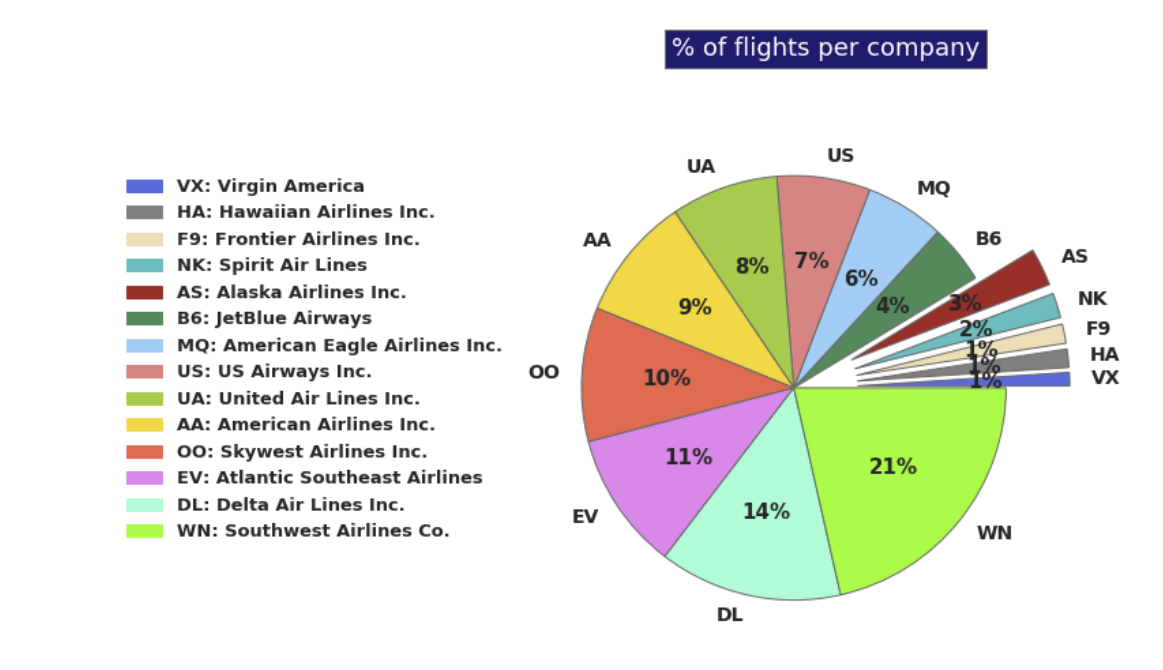 % of flights per company
VX: Virgin America
HA: Hawaiian Airlines Inc.
F9: Frontier Airlines Inc.
NK: Spirit Air Lines
AS: Alaska Airlines Inc.
B6: JetBlue Airways
MQ: American Eagle Airlines Inc.
US: US Airways Inc.
UA: United Air Lines Inc.
AA: American Airlines Inc.
OO: Skywest Airlines Inc.
EV: Atlantic Southeast Airlines
DL: Delta Air Lines Inc.
WN: Southwest Airlines Co.
US
UA
MQ
B6
AA
AS
NK
F9
HA
OO
VX
EV
WN
DL
7%
8%
6%
3%
4%
9%
2%
1%
1%
10%
1%
11%
21%
14%